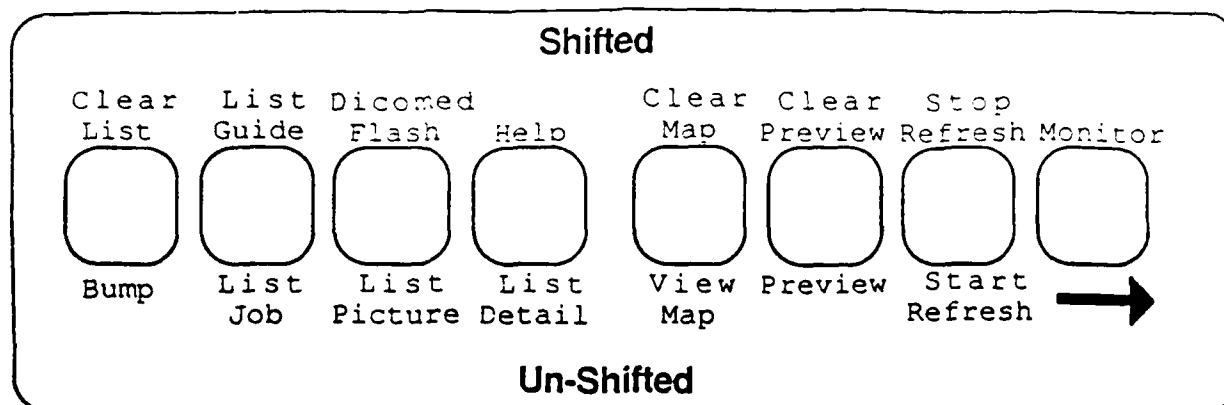 Shifted
Clear List Dicomed Clear Clear Stop
List Guide Flash Help Map Preview Refresh Monitor
Bump List List List View Preview Start
Job Picture Detail Map Refresh
Un-Shifted